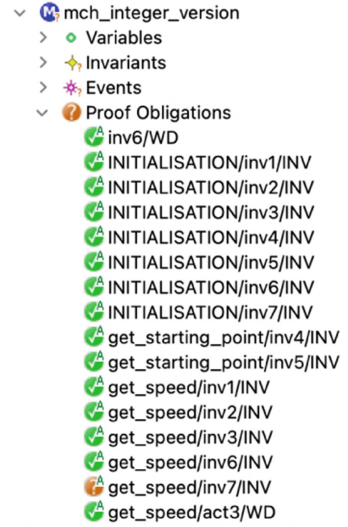 mch_integer_version
Variables
Invariants
Events
Proof Obligations
inv6/WD
INITIALISATION/inv1/INV
INITIALISATION/inv2/INV
INITIALISATION/inv3/INV
INITIALISATION/inv4/INV
INITIALISATION/inv5/INV
INITIALISATION/inv6/INV
INITIALISATION/inv7/INV
get_starting_point/inv4/INV
get_starting_point/inv5/INV
get_speed/inv1/INV
get_speed/inv2/INV
get_speed/inv3/INV
get_speed/inv6/INV
get_speed/inv7/INV
get_speed/act3/WD